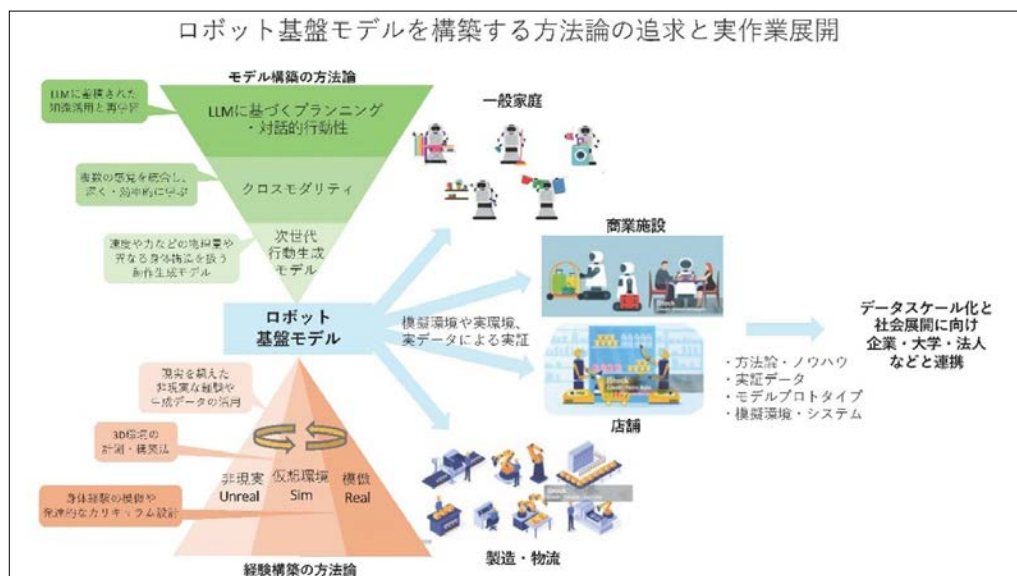 ロボット基盤モデルを構築する方法論の追求と実作業展開
モデル構築の方法論
LLMに蓄積された
知識活用と再学習
LLMに基づくプランニング
・対話的行動性
複数の感覚を統合し、
深く・効率的に学ぶ
クロスモダリティ
速度や力などの物理量や
異なる身体構造を扱う
動作生成モデル
次世代
行動生成
モデル
ロボット
基盤モデル
現実を超えた
非現実な経験や
生成データの活用
3D環境の
計測・構築法
身体経験の模倣や
発達的なカリキュラム設計
非現実
Unreal
仮想環境
Sim
模倣
Real
経験構築の方法論
模擬環境や実環境、
実データによる実証
一般家庭
商業施設
iStock
店舗
iStock
iStock
製造・物流
・方法論・ノウハウ
・実証データ
・モデルプロトタイプ
・模擬環境・システム
データスケール化と
社会展開に向け
企業・大学・法人
などと連携